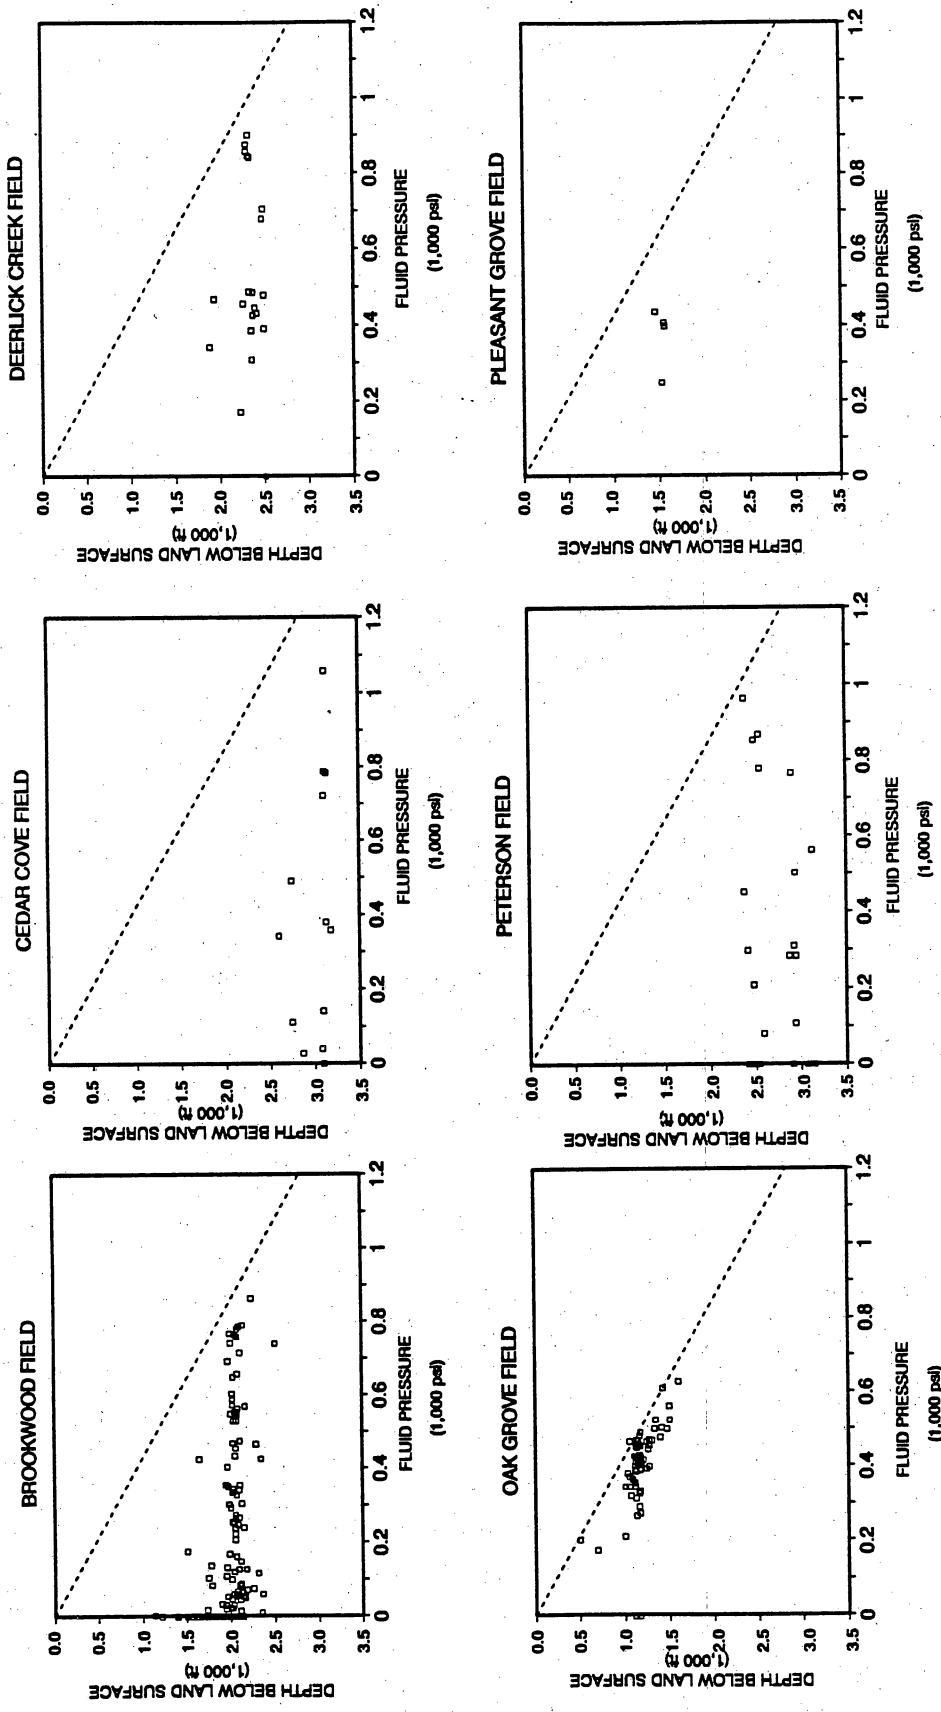 BROOKWOOD FIELD
DEPTH BELOW LAND SURFACE
(1,000 ft)
0.0
0.5
1.0
1.5
2.0
2.5
3.0
3.5
0 0.2 0.4 0.6 0.8 1 1.2
FLUID PRESSURE
(1,000 psi)
CEDAR COVE FIELD
DEPTH BELOW LAND SURFACE
(1,000 ft)
0.0
0.5
1.0
1.5
2.0
2.5
3.0
3.5
0 0.2 0.4 0.6 0.8 1 1.2
FLUID PRESSURE
(1,000 psi)
DEERLICK CREEK FIELD
DEPTH BELOW LAND SURFACE
(1,000 ft)
0.0
0.5
1.0
1.5
2.0
2.5
3.0
3.5
0 0.2 0.4 0.6 0.8 1 1.2
FLUID PRESSURE
(1,000 psi)
OAK GROVE FIELD
DEPTH BELOW LAND SURFACE
(1,000 ft)
0.0
0.5
1.0
1.5
2.0
2.5
3.0
3.5
0 0.2 0.4 0.6 0.8 1 1.2
FLUID PRESSURE
(1,000 psi)
PETERSON FIELD
DEPTH BELOW LAND SURFACE
(1,000 ft)
0.0
0.5
1.0
1.5
2.0
2.5
3.0
3.5
0 0.2 0.4 0.6 0.8 1 1.2
FLUID PRESSURE
(1,000 psi)
PLEASANT GROVE FIELD
DEPTH BELOW LAND SURFACE
(1,000 ft)
0.0
0.5
1.0
1.5
2.0
2.5
3.0
3.5
0 0.2 0.4 0.6 0.8 1 1.2
FLUID PRESSURE
(1,000 psi)